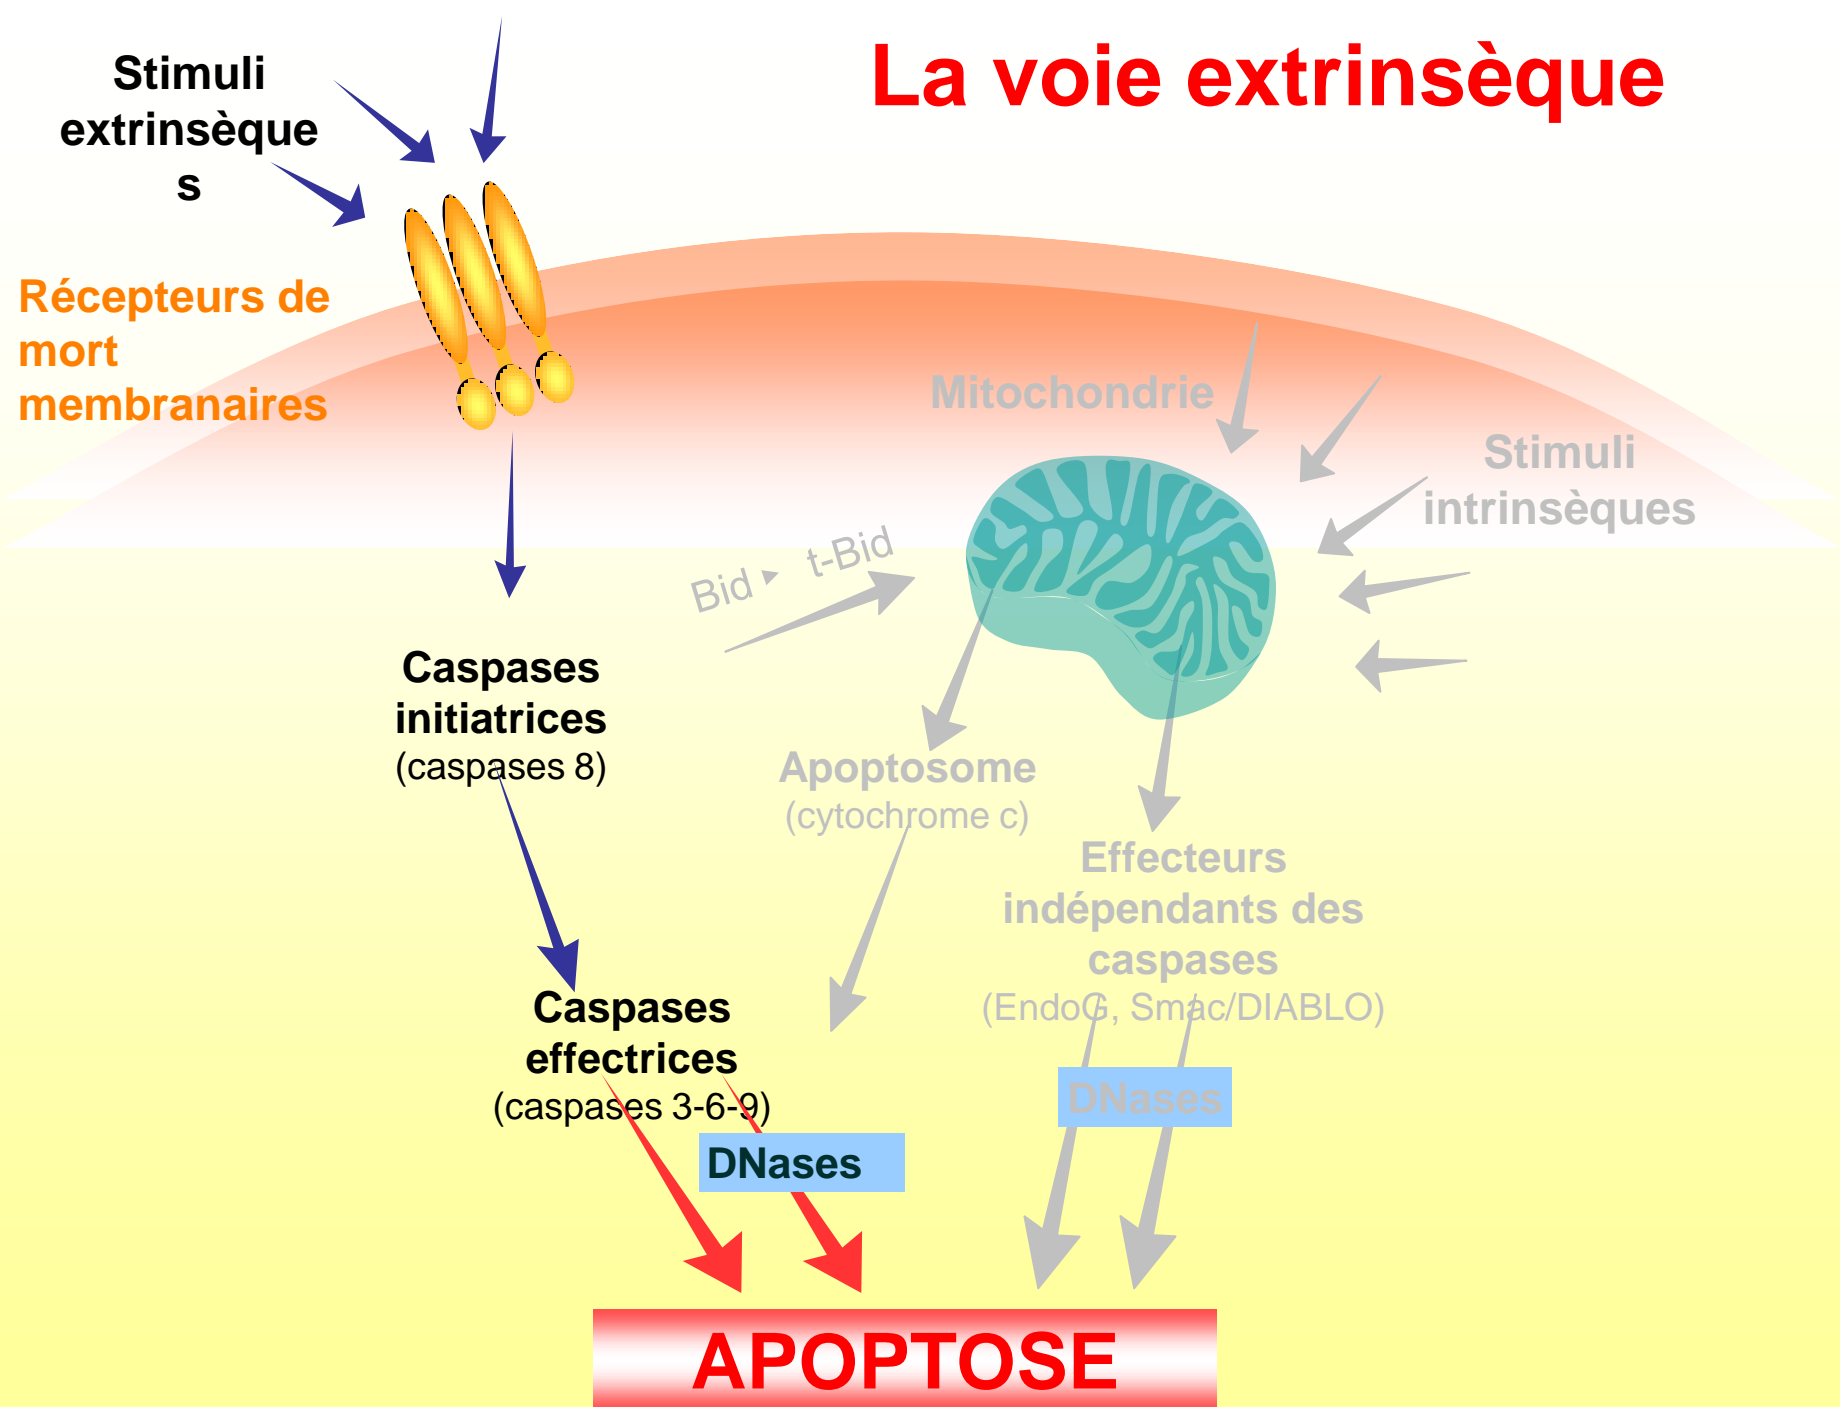 La voie extrinsèque
Stimuli
extrinsèque
s
Récepteurs de
mort
membranaires
Mitochondrie
Stimuli
intrinsèques
Bid ▸ t-Bid
Caspases
initiatrices
(caspases 8)
Apoptosome
(cytochrome c)
Effecteurs
indépendants des
caspases
(EndoG, Smac/DIABLO)
Caspases
effectrices
(caspases 3-6-9)
DNases
DNases
APOPTOSE